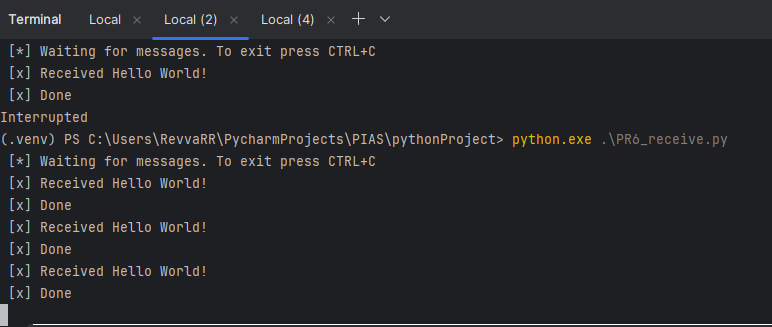 Terminal Local × Local (2) × Local (4) ×
[*] Waiting for messages. To exit press CTRL+C
[x] Received Hello World!
[x] Done
Interrupted
(.venv) PS C:\Users\RevvaRR\PycharmProjects\PIAS\pythonProject> python.exe .\PR6_receive.py
[*] Waiting for messages. To exit press CTRL+C
[x] Received Hello World!
[x] Done
[x] Received Hello World!
[x] Done
[x] Received Hello World!
[x] Done